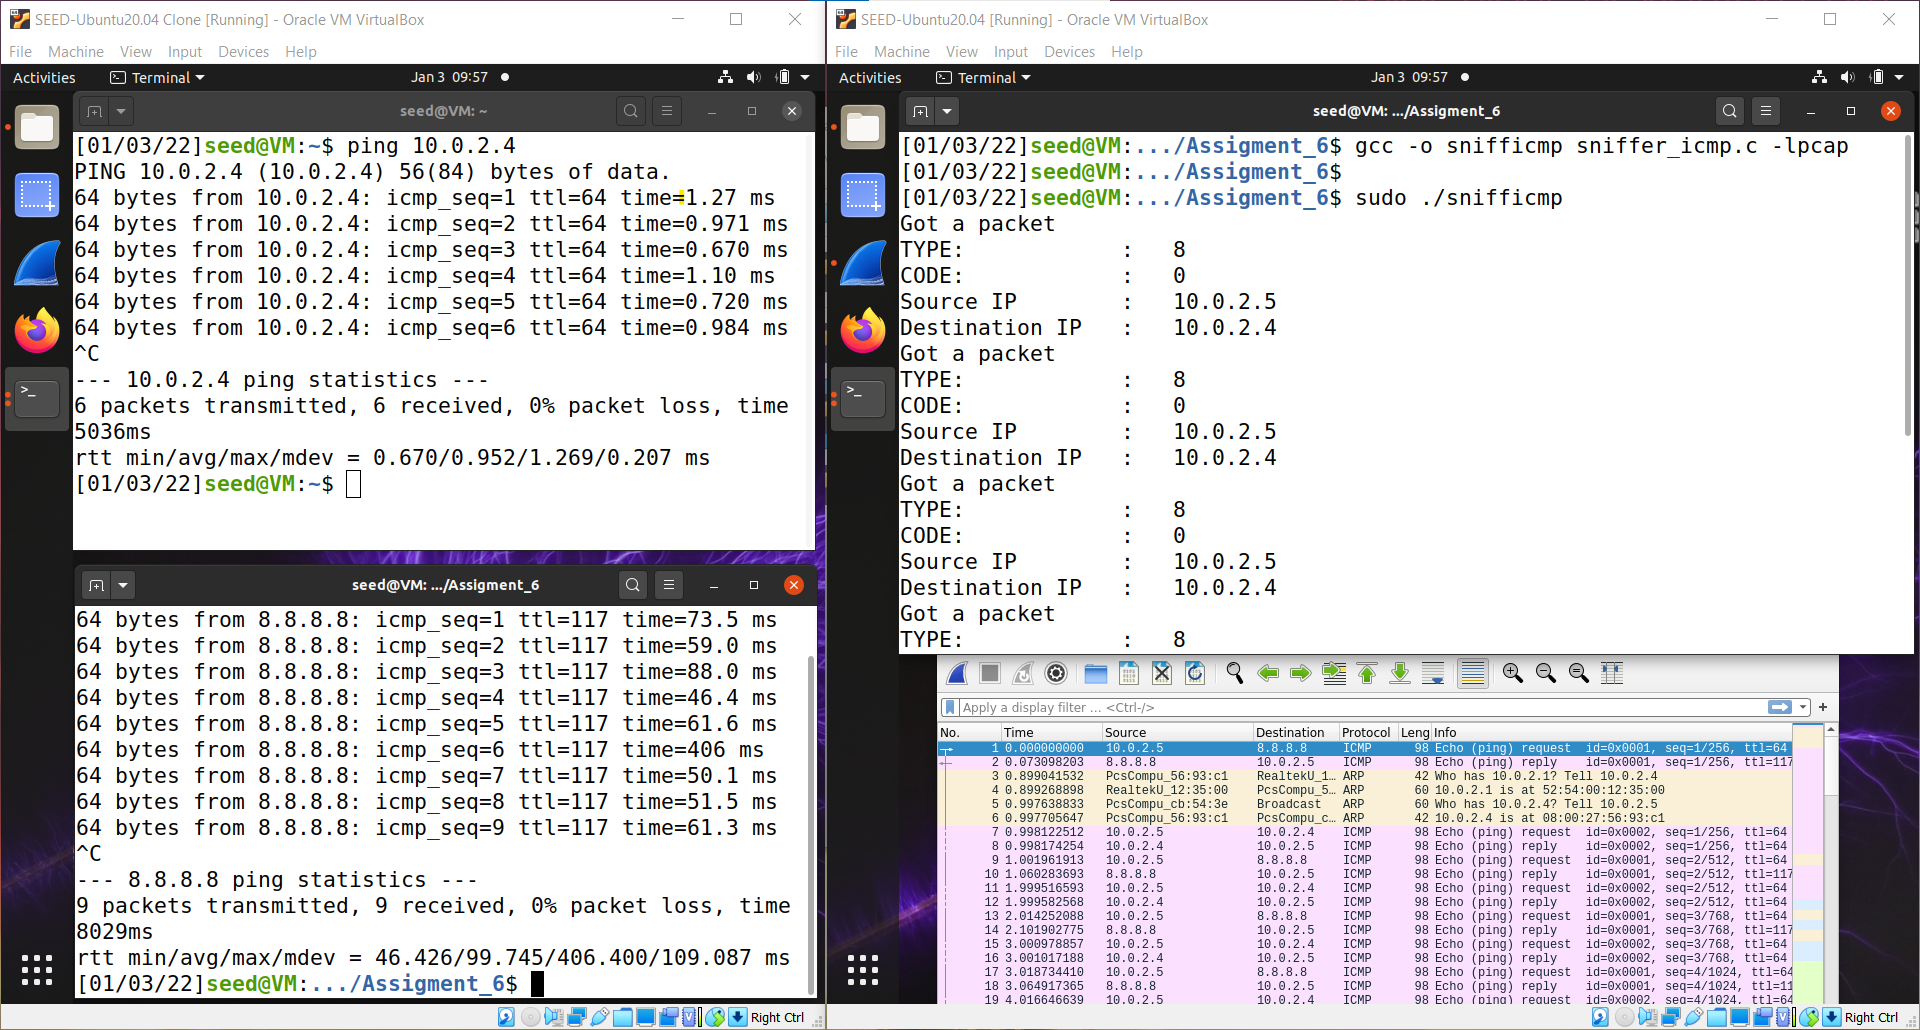 SEED-Ubuntu20.04 Clone [Running] - Oracle VM VirtualBox
File Machine View Input Devices Help
Activities Terminal Jan 3 09:57
seed@VM: ~
[01/03/22]seed@VM:~$ ping 10.0.2.4
PING 10.0.2.4 (10.0.2.4) 56(84) bytes of data.
64 bytes from 10.0.2.4: icmp_seq=1 ttl=64 time=1.27 ms
64 bytes from 10.0.2.4: icmp_seq=2 ttl=64 time=0.971 ms
64 bytes from 10.0.2.4: icmp_seq=3 ttl=64 time=0.670 ms
64 bytes from 10.0.2.4: icmp_seq=4 ttl=64 time=1.10 ms
64 bytes from 10.0.2.4: icmp_seq=5 ttl=64 time=0.720 ms
64 bytes from 10.0.2.4: icmp_seq=6 ttl=64 time=0.984 ms
^C
--- 10.0.2.4 ping statistics ---
6 packets transmitted, 6 received, 0% packet loss, time
5036ms
rtt min/avg/max/mdev = 0.670/0.952/1.269/0.207 ms
[01/03/22]seed@VM:~$
seed@VM: .../Assigment_6
64 bytes from 8.8.8.8: icmp_seq=1 ttl=117 time=73.5 ms
64 bytes from 8.8.8.8: icmp_seq=2 ttl=117 time=59.0 ms
64 bytes from 8.8.8.8: icmp_seq=3 ttl=117 time=88.0 ms
64 bytes from 8.8.8.8: icmp_seq=4 ttl=117 time=46.4 ms
64 bytes from 8.8.8.8: icmp_seq=5 ttl=117 time=61.6 ms
64 bytes from 8.8.8.8: icmp_seq=6 ttl=117 time=406 ms
64 bytes from 8.8.8.8: icmp_seq=7 ttl=117 time=50.1 ms
64 bytes from 8.8.8.8: icmp_seq=8 ttl=117 time=51.5 ms
64 bytes from 8.8.8.8: icmp_seq=9 ttl=117 time=61.3 ms
^C
--- 8.8.8.8 ping statistics ---
9 packets transmitted, 9 received, 0% packet loss, time
8029ms
rtt min/avg/max/mdev = 46.426/99.745/406.400/109.087 ms
[01/03/22]seed@VM:.../Assigment_6$
Right Ctrl
SEED-Ubuntu20.04 [Running] - Oracle VM VirtualBox
File Machine View Input Devices Help
Activities Terminal Jan 3 09:57
seed@VM: .../Assigment_6
[01/03/22]seed@VM:.../Assigment_6$ gcc -o snifficmp sniffer_icmp.c -lpcap
[01/03/22]seed@VM:.../Assigment_6$
[01/03/22]seed@VM:.../Assigment_6$ sudo ./snifficmp
Got a packet
TYPE: : 8
CODE: : 0
Source IP : 10.0.2.5
Destination IP : 10.0.2.4
Got a packet
TYPE: : 8
CODE: : 0
Source IP : 10.0.2.5
Destination IP : 10.0.2.4
Got a packet
TYPE: : 8
CODE: : 0
Source IP : 10.0.2.5
Destination IP : 10.0.2.4
Got a packet
TYPE: : 8
Apply a display filter ... <Ctrl-/>
No. Time Source Destination Protocol Leng Info
1 0.000000000 10.0.2.5 8.8.8.8 ICMP 98 Echo (ping) request id=0x0001, seq=1/256, ttl=64
2 0.073098203 8.8.8.8 10.0.2.5 ICMP 98 Echo (ping) reply id=0x0001, seq=1/256, ttl=117
3 0.899041532 PcsCompu_56:93:c1 RealtekU_1... ARP 42 Who has 10.0.2.1? Tell 10.0.2.4
4 0.899268898 RealtekU_12:35:00 PcsCompu_5... ARP 60 10.0.2.1 is at 52:54:00:12:35:00
5 0.997638833 PcsCompu_cb:54:3e Broadcast ARP 60 Who has 10.0.2.4? Tell 10.0.2.5
6 0.997705647 PcsCompu_56:93:c1 PcsCompu_c... ARP 42 10.0.2.4 is at 08:00:27:56:93:c1
7 0.998122512 10.0.2.5 10.0.2.4 ICMP 98 Echo (ping) request id=0x0002, seq=1/256, ttl=64
8 0.998174254 10.0.2.4 10.0.2.5 ICMP 98 Echo (ping) reply id=0x0002, seq=1/256, ttl=64
9 1.001961913 10.0.2.5 8.8.8.8 ICMP 98 Echo (ping) request id=0x0001, seq=2/512, ttl=64
10 1.060283693 8.8.8.8 10.0.2.5 ICMP 98 Echo (ping) reply id=0x0001, seq=2/512, ttl=117
11 1.999516593 10.0.2.5 10.0.2.4 ICMP 98 Echo (ping) request id=0x0002, seq=2/512, ttl=64
12 1.999582568 10.0.2.4 10.0.2.5 ICMP 98 Echo (ping) reply id=0x0002, seq=2/512, ttl=64
13 2.014252088 10.0.2.5 8.8.8.8 ICMP 98 Echo (ping) request id=0x0001, seq=3/768, ttl=64
14 2.101902775 8.8.8.8 10.0.2.5 ICMP 98 Echo (ping) reply id=0x0001, seq=3/768, ttl=117
15 3.000978857 10.0.2.5 10.0.2.4 ICMP 98 Echo (ping) request id=0x0002, seq=3/768, ttl=64
16 3.001017188 10.0.2.4 10.0.2.5 ICMP 98 Echo (ping) reply id=0x0002, seq=3/768, ttl=64
17 3.018734410 10.0.2.5 8.8.8.8 ICMP 98 Echo (ping) request id=0x0001, seq=4/1024, ttl=64
18 3.064917365 8.8.8.8 10.0.2.5 ICMP 98 Echo (ping) reply id=0x0001, seq=4/1024, ttl=11
19 4.016646639 10.0.2.5 10.0.2.4 ICMP 98 Echo (ping) request id=0x0002, seq=4/1024, ttl=64
Right Ctrl